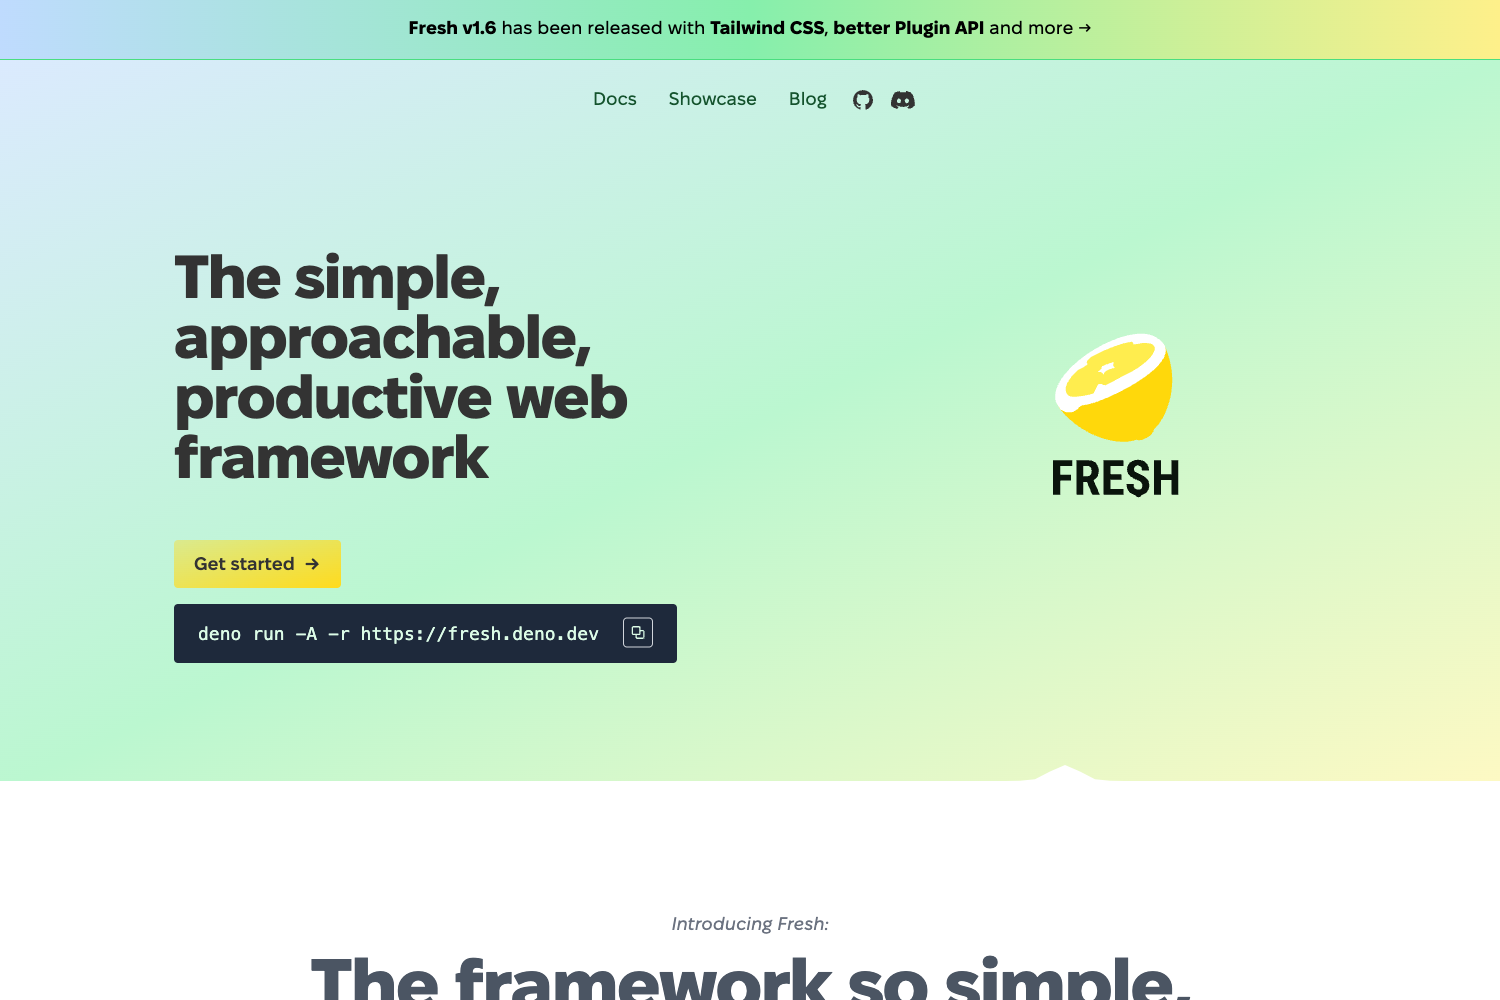 Fresh v1.6 has been released with Tailwind CSS, better Plugin API and more →
Docs Showcase Blog
The simple,
approachable,
productive web
framework
FRESH
Get started →
deno run -A -r https://fresh.deno.dev
Introducing Fresh:
The framework so simple,